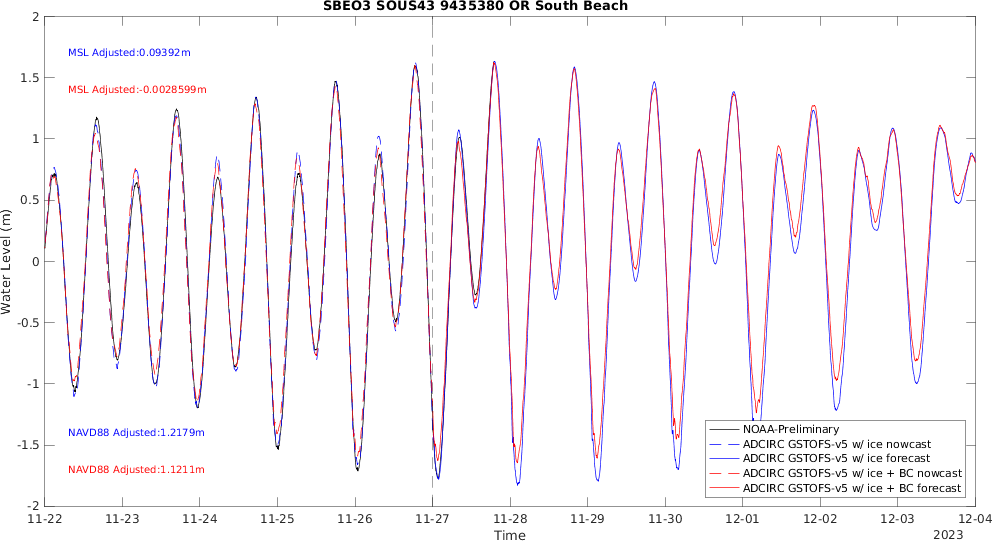 SBEO3 SOUS43 9435380 OR South Beach
Water Level (m)
2
1.5
1
0.5
0
-0.5
-1
-1.5
-2
MSL Adjusted:0.09392m
MSL Adjusted:-0.0028599m
NAVD88 Adjusted:1.2179m
NAVD88 Adjusted:1.1211m
NOAA-Preliminary
ADCIRC GSTOFS-v5 w/ ice nowcast
ADCIRC GSTOFS-v5 w/ ice forecast
ADCIRC GSTOFS-v5 w/ ice + BC nowcast
ADCIRC GSTOFS-v5 w/ ice + BC forecast
11-22 11-23 11-24 11-25 11-26 11-27 11-28 11-29 11-30 12-01 12-02 12-03 12-04
Time
2023